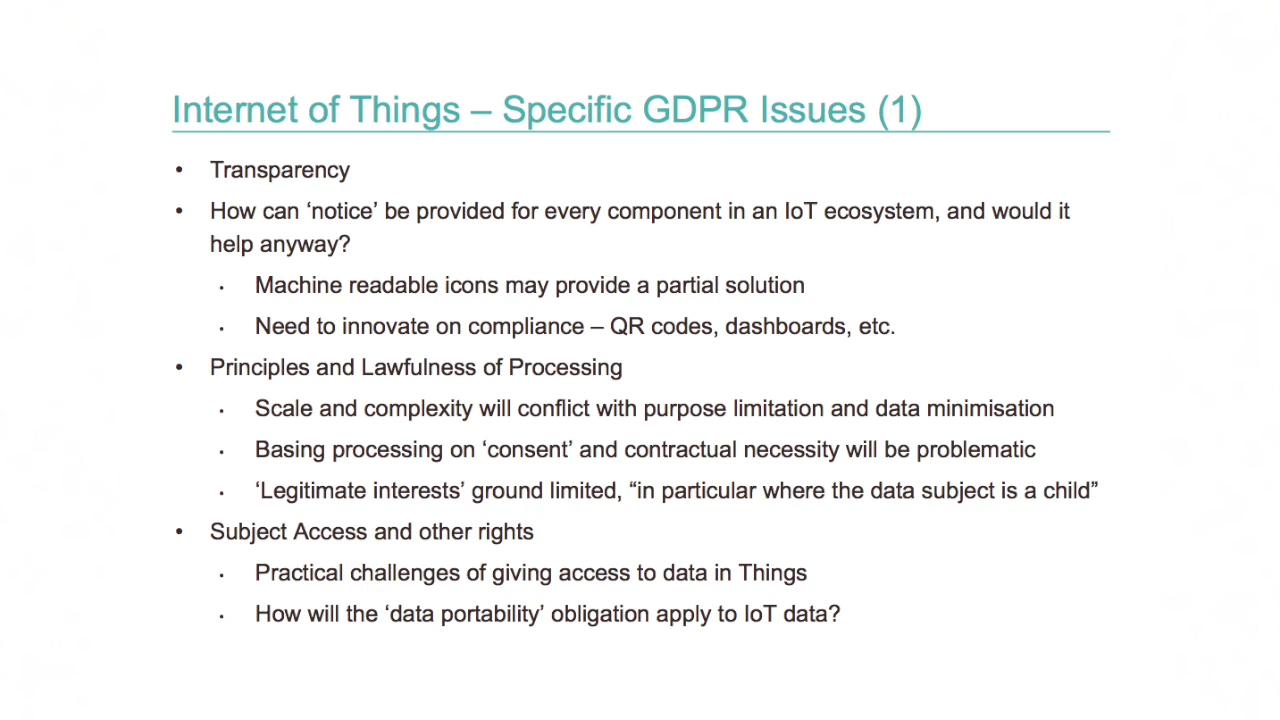 Internet of Things – Specific GDPR Issues (1)
• Transparency
• How can ‘notice’ be provided for every component in an IoT ecosystem, and would it
help anyway?
• Machine readable icons may provide a partial solution
• Need to innovate on compliance – QR codes, dashboards, etc.
• Principles and Lawfulness of Processing
• Scale and complexity will conflict with purpose limitation and data minimisation
• Basing processing on ‘consent’ and contractual necessity will be problematic
• ‘Legitimate interests’ ground limited, “in particular where the data subject is a child”
• Subject Access and other rights
• Practical challenges of giving access to data in Things
• How will the ‘data portability’ obligation apply to IoT data?